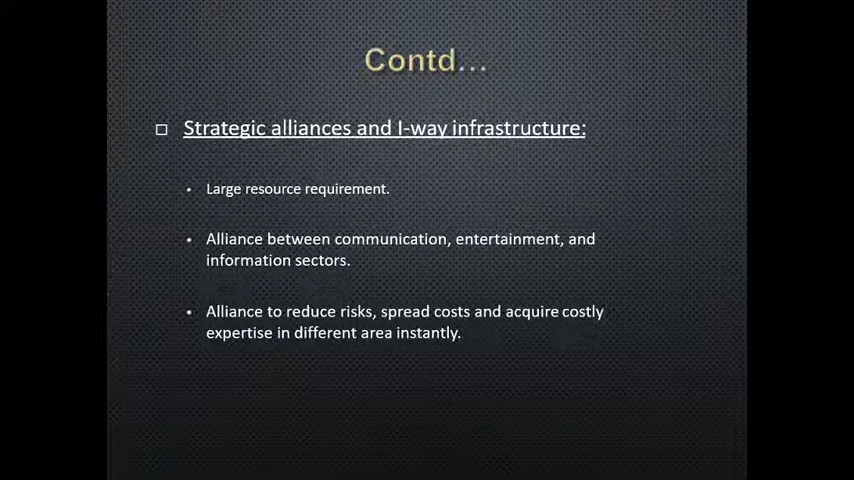 Contd...
Strategic alliances and I-way infrastructure:
Large resource requirement.
Alliance between communication, entertainment, and
information sectors.
Alliance to reduce risks, spread costs and acquire costly
expertise in different area instantly.